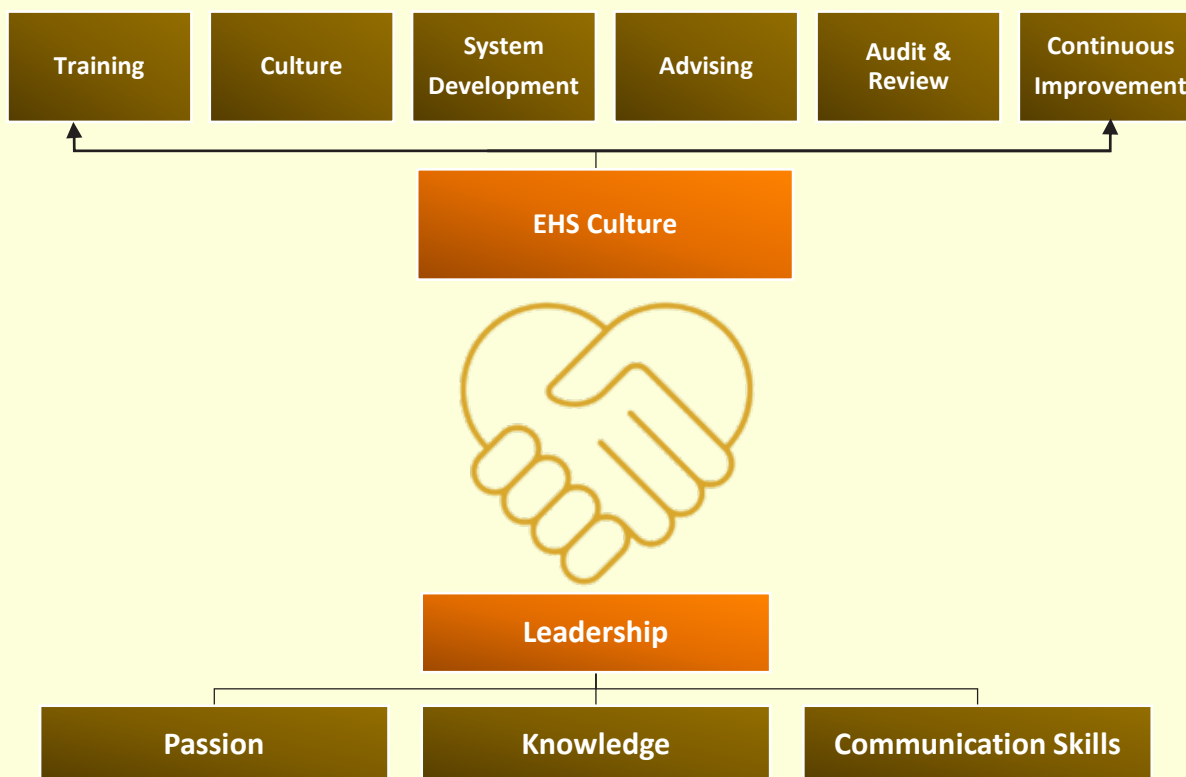 Training
Culture
System
Development
Advising
Audit &
Review
Continuous
Improvement
EHS Culture
Leadership
Passion
Knowledge
Communication Skills